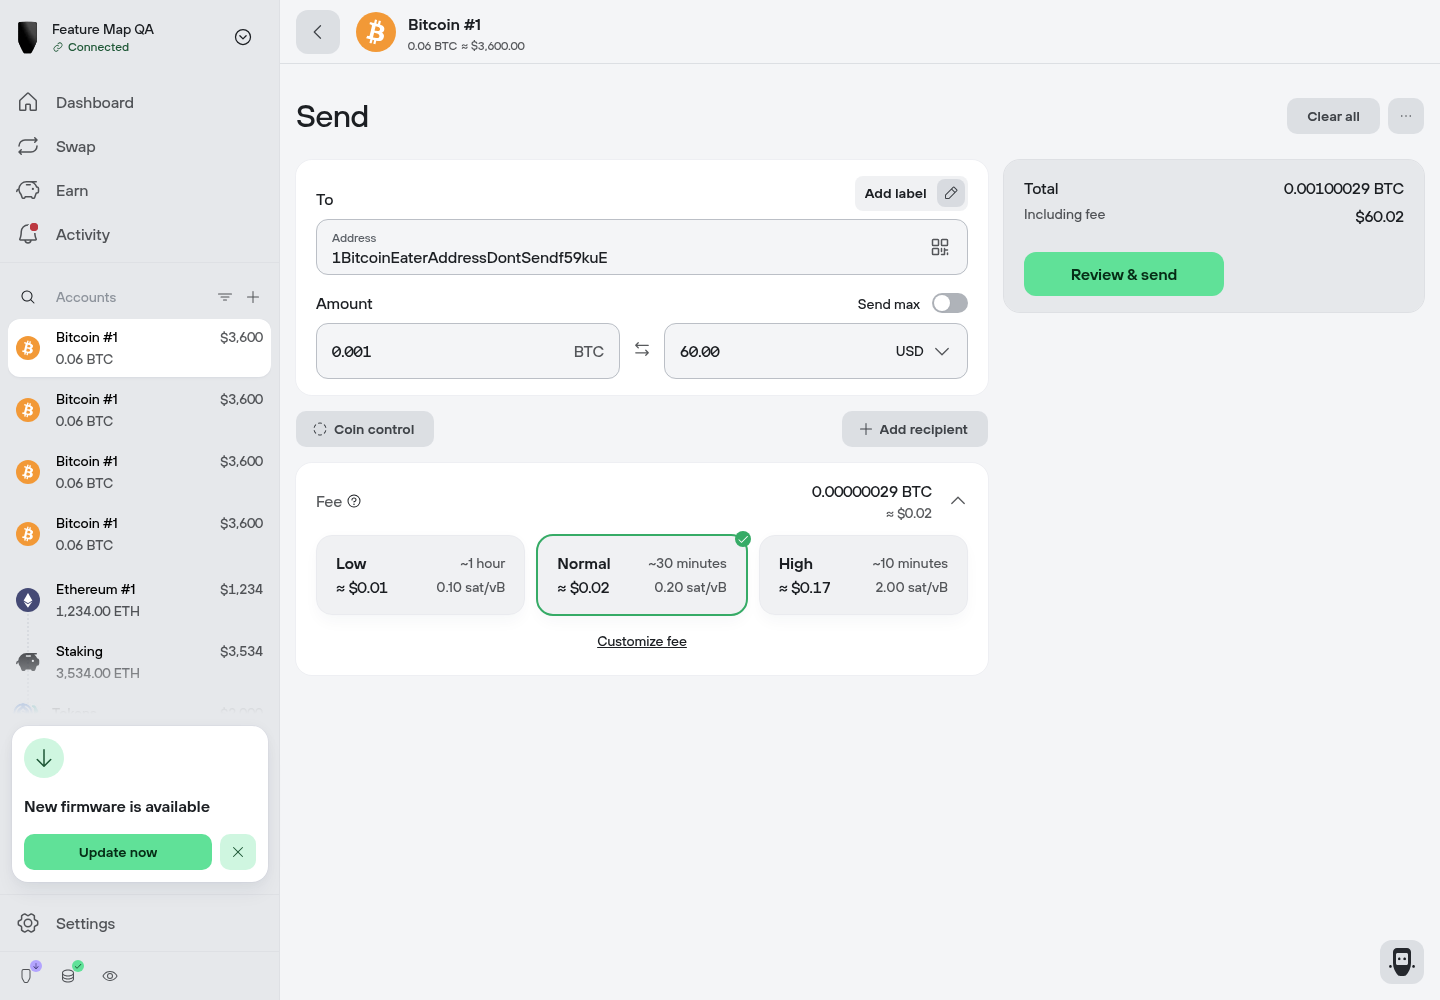 Feature Map QA
Connected
Dashboard
Swap
Earn
Activity
Accounts
Bitcoin #1 $3,600
0.06 BTC
Bitcoin #1 $3,600
0.06 BTC
Bitcoin #1 $3,600
0.06 BTC
Bitcoin #1 $3,600
0.06 BTC
Ethereum #1 $1,234
1,234.00 ETH
Staking $3,534
3,534.00 ETH
New firmware is available
Update now
Settings
Bitcoin #1
0.06 BTC ≈ $3,600.00
Send
Clear all
To
Add label
Address
1BitcoinEaterAddressDontSendf59kuE
Amount
Send max
0.001 BTC
60.00 USD
Coin control
Add recipient
Fee
0.00000029 BTC
≈ $0.02
Low ~1 hour
≈ $0.01 0.10 sat/vB
Normal ~30 minutes
≈ $0.02 0.20 sat/vB
High ~10 minutes
≈ $0.17 2.00 sat/vB
Customize fee
Total 0.00100029 BTC
Including fee $60.02
Review & send